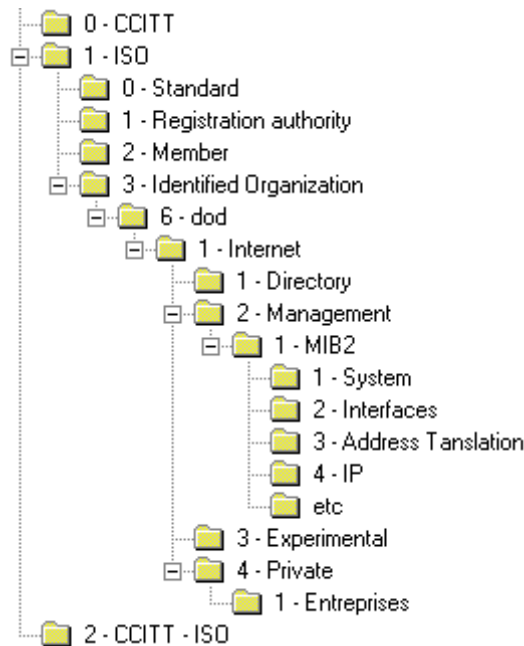 0 - CCITT
1 - ISO
0 - Standard
1 - Registration authority
2 - Member
3 - Identified Organization
6 - dod
1 - Internet
1 - Directory
2 - Management
1 - MIB2
1 - System
2 - Interfaces
3 - Address Tanslation
4 - IP
etc
3 - Experimental
4 - Private
1 - Entreprises
2 - CCITT - ISO